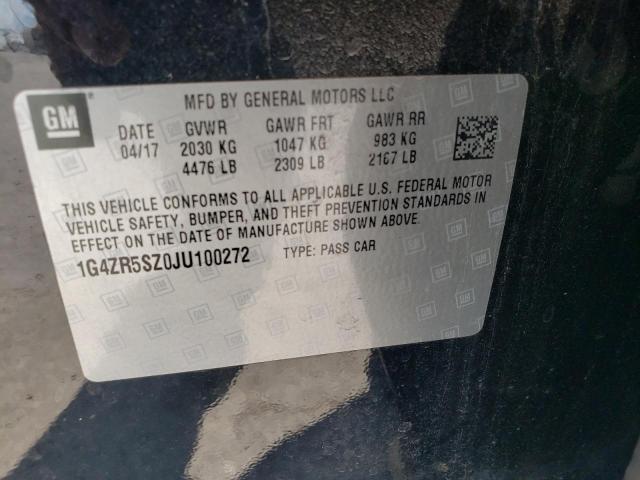 GM
MFD BY GENERAL MOTORS LLC
DATE GVWR GAWR FRT GAWR RR
04/17 2030 KG 1047 KG 983 KG
4476 LB 2309 LB 2167 LB
THIS VEHICLE CONFORMS TO ALL APPLICABLE U.S. FEDERAL MOTOR
VEHICLE SAFETY, BUMPER, AND THEFT PREVENTION STANDARDS IN
EFFECT ON THE DATE OF MANUFACTURE SHOWN ABOVE.
1G4ZR5SZ0JU100272 TYPE: PASS CAR